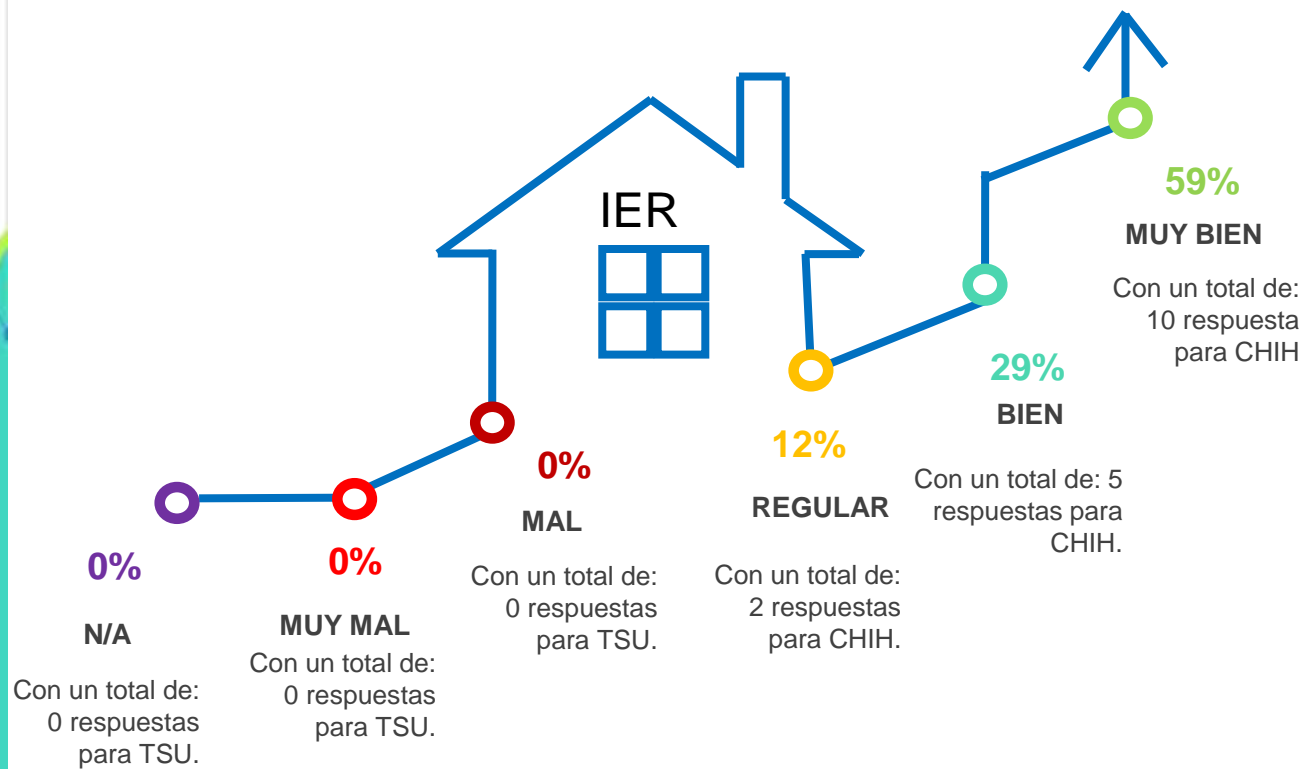 IER
0%
N/A
Con un total de:
0 respuestas
para TSU.
0%
MUY MAL
Con un total de:
0 respuestas
para TSU.
0%
MAL
Con un total de:
0 respuestas
para TSU.
12%
REGULAR
Con un total de:
2 respuestas
para CHIH.
29%
BIEN
Con un total de: 5
respuestas para
CHIH.
59%
MUY BIEN
Con un total de:
10 respuesta
para CHIH